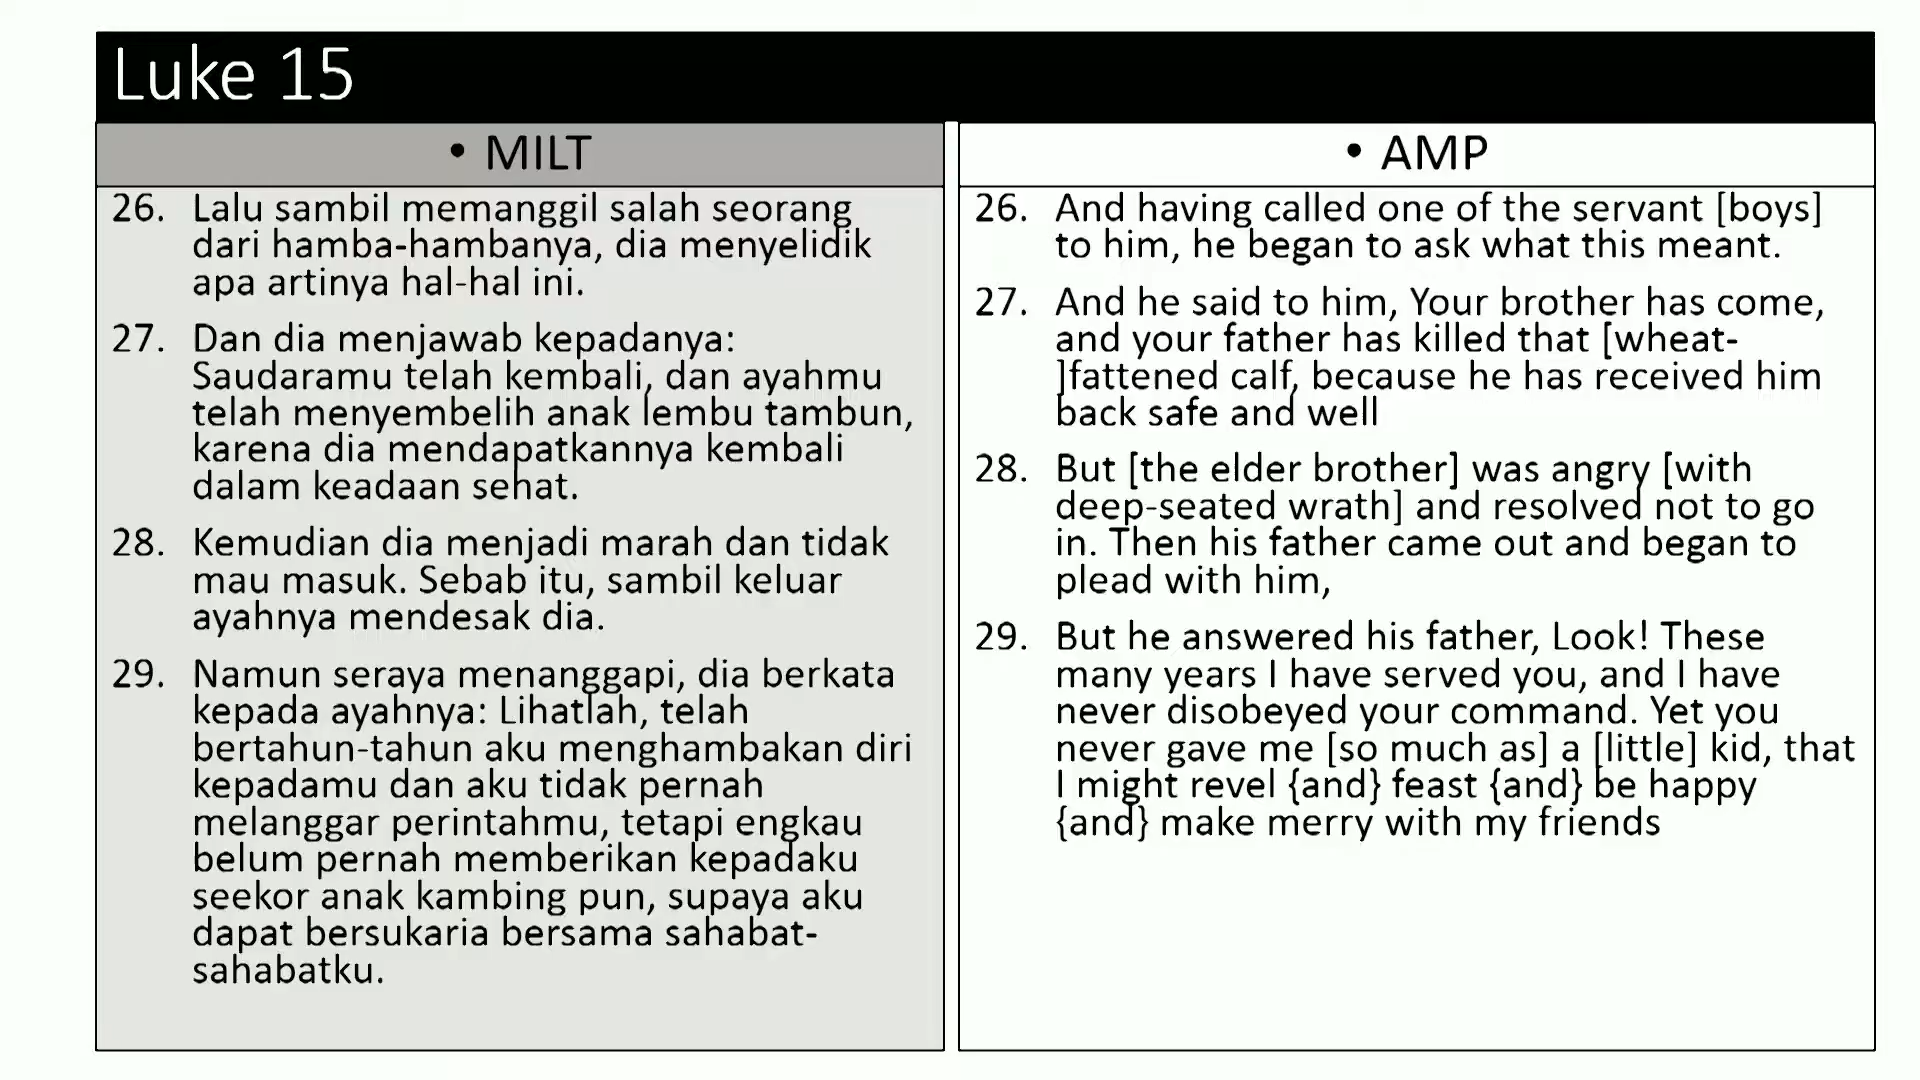 Luke 15
• MILT
26. Lalu sambil memanggil salah seorang
dari hamba-hambanya, dia menyelidik
apa artinya hal-hal ini.
27. Dan dia menjawab kepadanya:
Saudaramu telah kembali, dan ayahmu
telah menyembelih anak lembu tambun,
karena dia mendapatkannya kembali
dalam keadaan sehat.
28. Kemudian dia menjadi marah dan tidak
mau masuk. Sebab itu, sambil keluar
ayahnya mendesak dia.
29. Namun seraya menanggapi, dia berkata
kepada ayahnya: Lihatlah, telah
bertahun-tahun aku menghambakan diri
kepadamu dan aku tidak pernah
melanggar perintahmu, tetapi engkau
belum pernah memberikan kepadaku
seekor anak kambing pun, supaya aku
dapat bersukaria bersama sahabat-
sahabatku.
• AMP
26. And having called one of the servant [boys]
to him, he began to ask what this meant.
27. And he said to him, Your brother has come,
and your father has killed that [wheat-
]fattened calf, because he has received him
back safe and well
28. But [the elder brother] was angry [with
deep-seated wrath] and resolved not to go
in. Then his father came out and began to
plead with him,
29. But he answered his father, Look! These
many years I have served you, and I have
never disobeyed your command. Yet you
never gave me [so much as] a [little] kid, that
I might revel {and} feast {and} be happy
{and} make merry with my friends